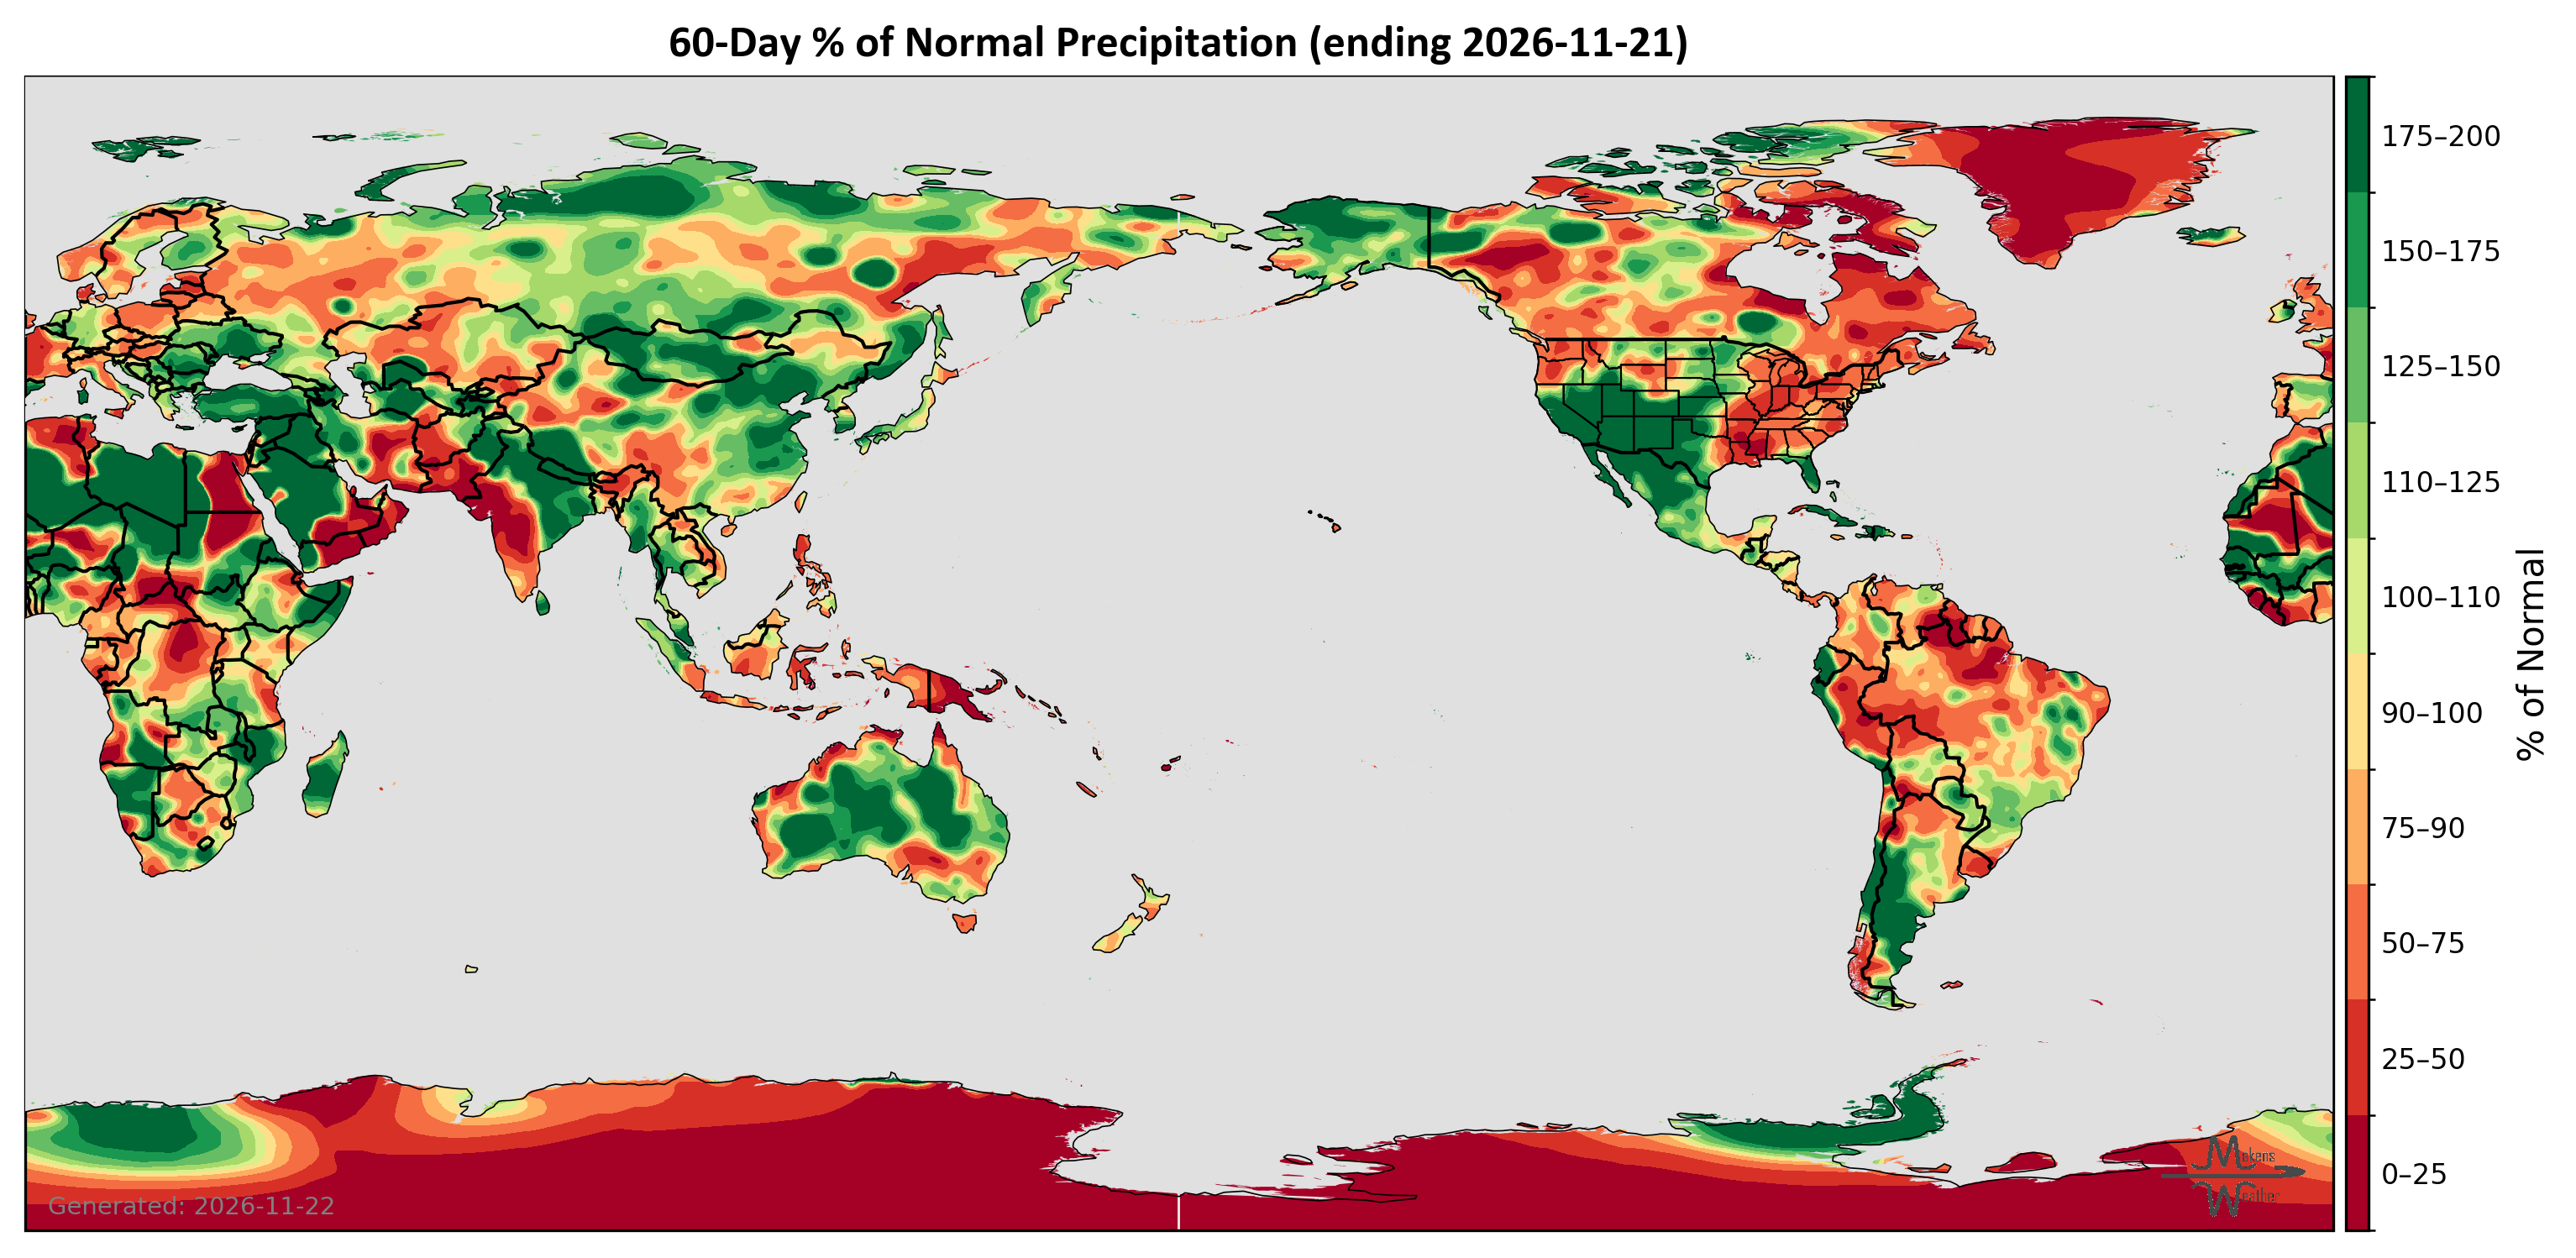 60-Day % of Normal Precipitation (ending 2026-11-21)
175–200
150–175
125–150
110–125
100–110
90–100
75–90
50–75
25–50
0–25
% of Normal
Generated: 2026-11-22
Weather